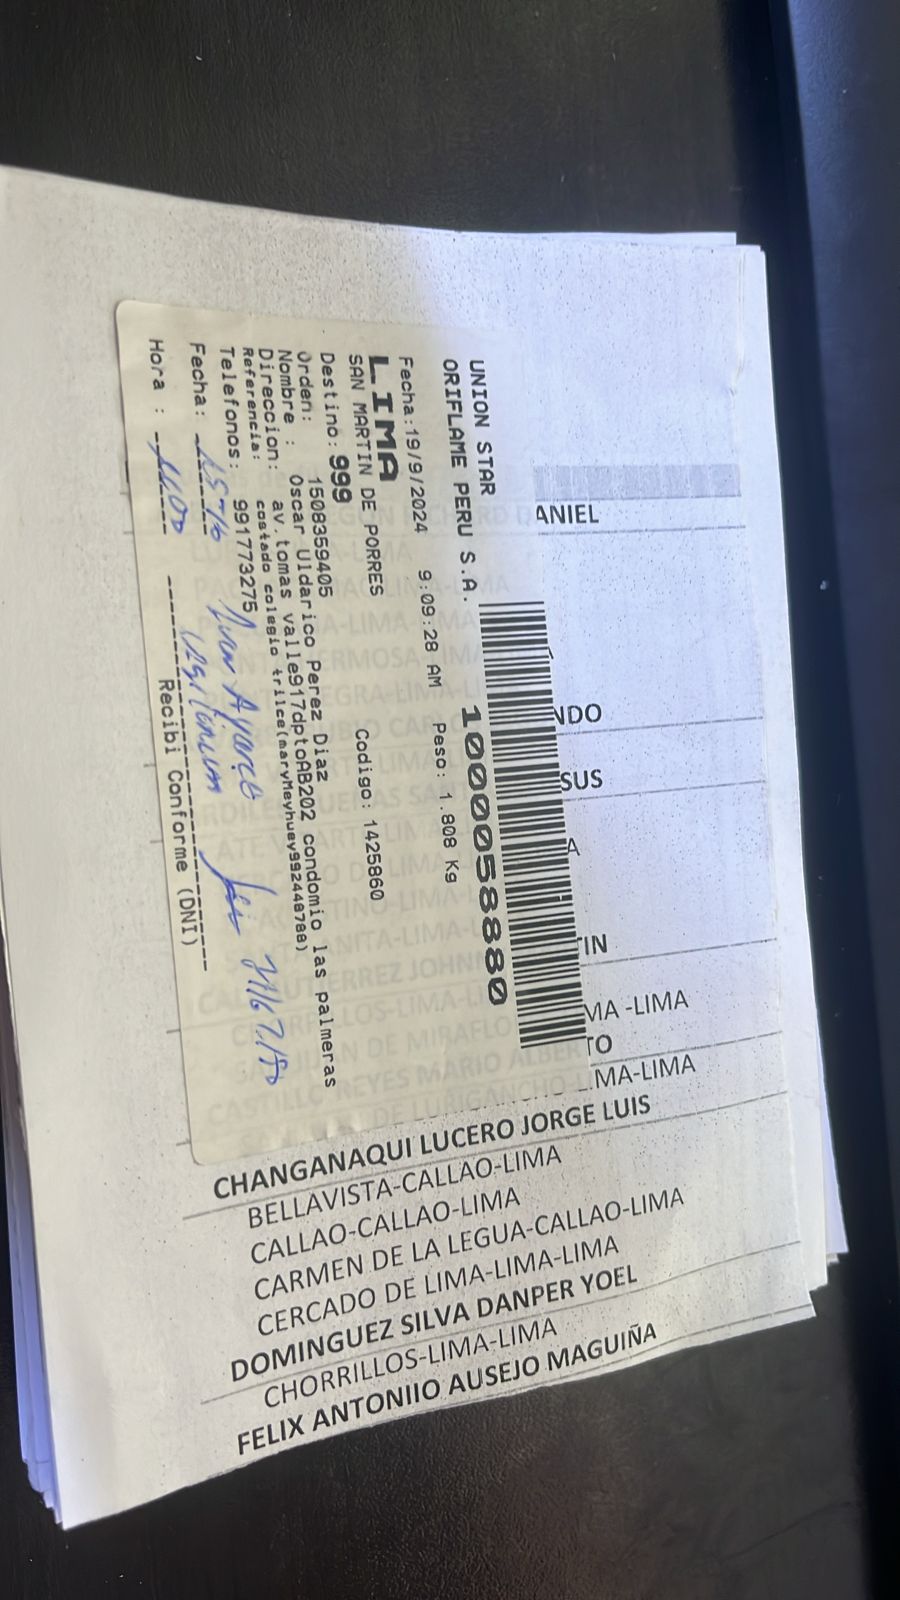 UNION STAR
ORIFLAME PERU S.A.
10000058880
Fecha:19/9/2024 9:09:28 AM Peso: 1.808 Kg
LIMA
SAN MARTIN DE PORRES Codigo: 1425860
Destino: 999
Orden: 1508359405
Nombre : Oscar Uldarico Perez Diaz
Direccion: av.tomas valle917dptoAB202 condomio las palmeras
Referencia: costado colegio trilce(maryMeyhuey992448788)
Telefonos: 991773275
Fecha:
Hora : 1100
Recibi Conforme (DNI)
ANIEL
NDO
SUS
A
TIN
MA -LIMA
TO
MA-LIMA
CHANGANAQUI LUCERO JORGE LUIS
BELLAVISTA-CALLAO-LIMA
CALLAO-CALLAO-LIMA
CARMEN DE LA LEGUA-CALLAO-LIMA
CERCADO DE LIMA-LIMA-LIMA
DOMINGUEZ SILVA DANPER YOEL
CHORRILLOS-LIMA-LIMA
FELIX ANTONIIO AUSEJO MAGUIÑA